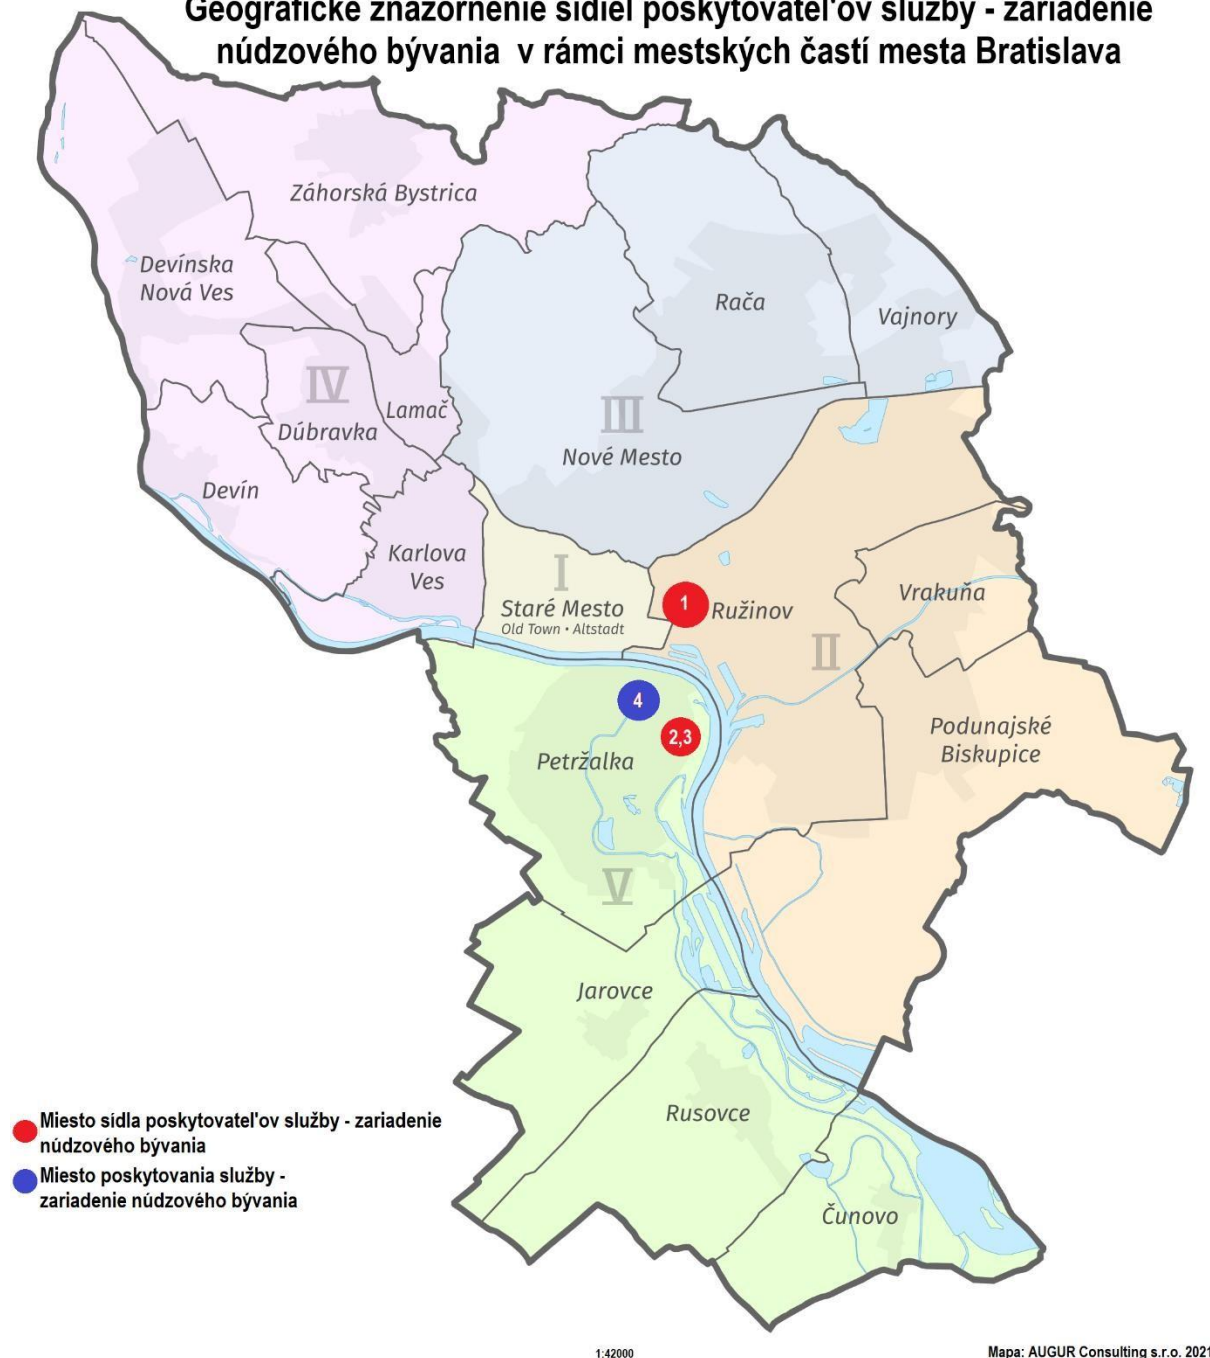 Geografické znázornenie sídiel poskytovateľov služby - zariadenie
núdzového bývania v rámci mestských častí mesta Bratislava
Záhorská Bystrica
Devínska
Nová Ves
Rača
Vajnory
IV
Lamač
III
Dúbravka
Nové Mesto
Devín
Karlova
Ves
I
Staré Mesto
Old Town • Altstadt
1
Ružinov
Vrakuňa
II
4
2,3
Petržalka
Podunajské
Biskupice
V
Jarovce
Rusovce
Čunovo
Miesto sídla poskytovateľov služby - zariadenie
núdzového bývania
Miesto poskytovania služby -
zariadenie núdzového bývania
1:42000
Mapa: AUGUR Consulting s.r.o. 2021